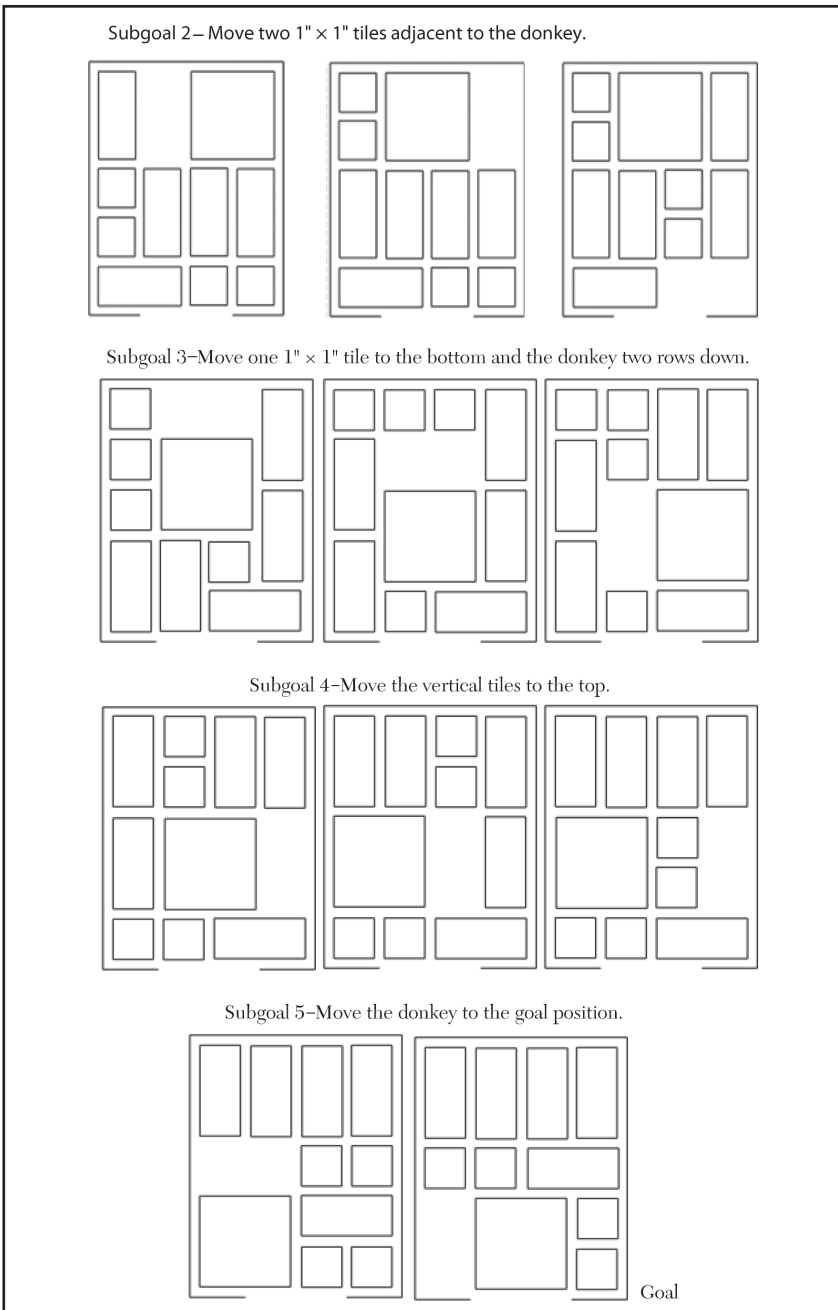 Subgoal 2– Move two 1" × 1" tiles adjacent to the donkey.
Subgoal 3–Move one 1" × 1" tile to the bottom and the donkey two rows down.
Subgoal 4–Move the vertical tiles to the top.
Subgoal 5–Move the donkey to the goal position.
Goal